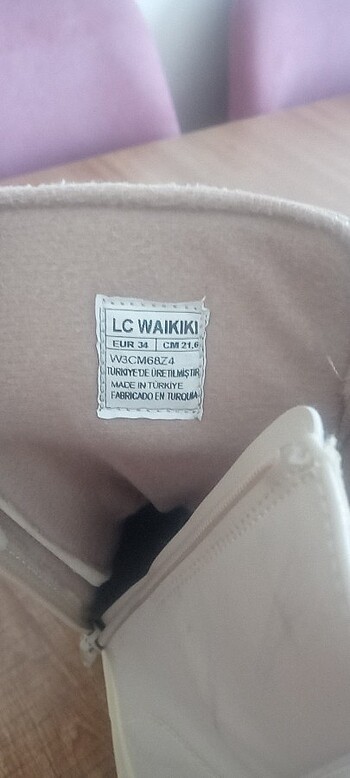 LC WAIKIKI
EUR 34 CM 21,6
W3CM68Z4
TÜRKİYE'DE ÜRETİLMİŞTİR
MADE IN TÜRKİYE
FABRICADO EN TURQUIA